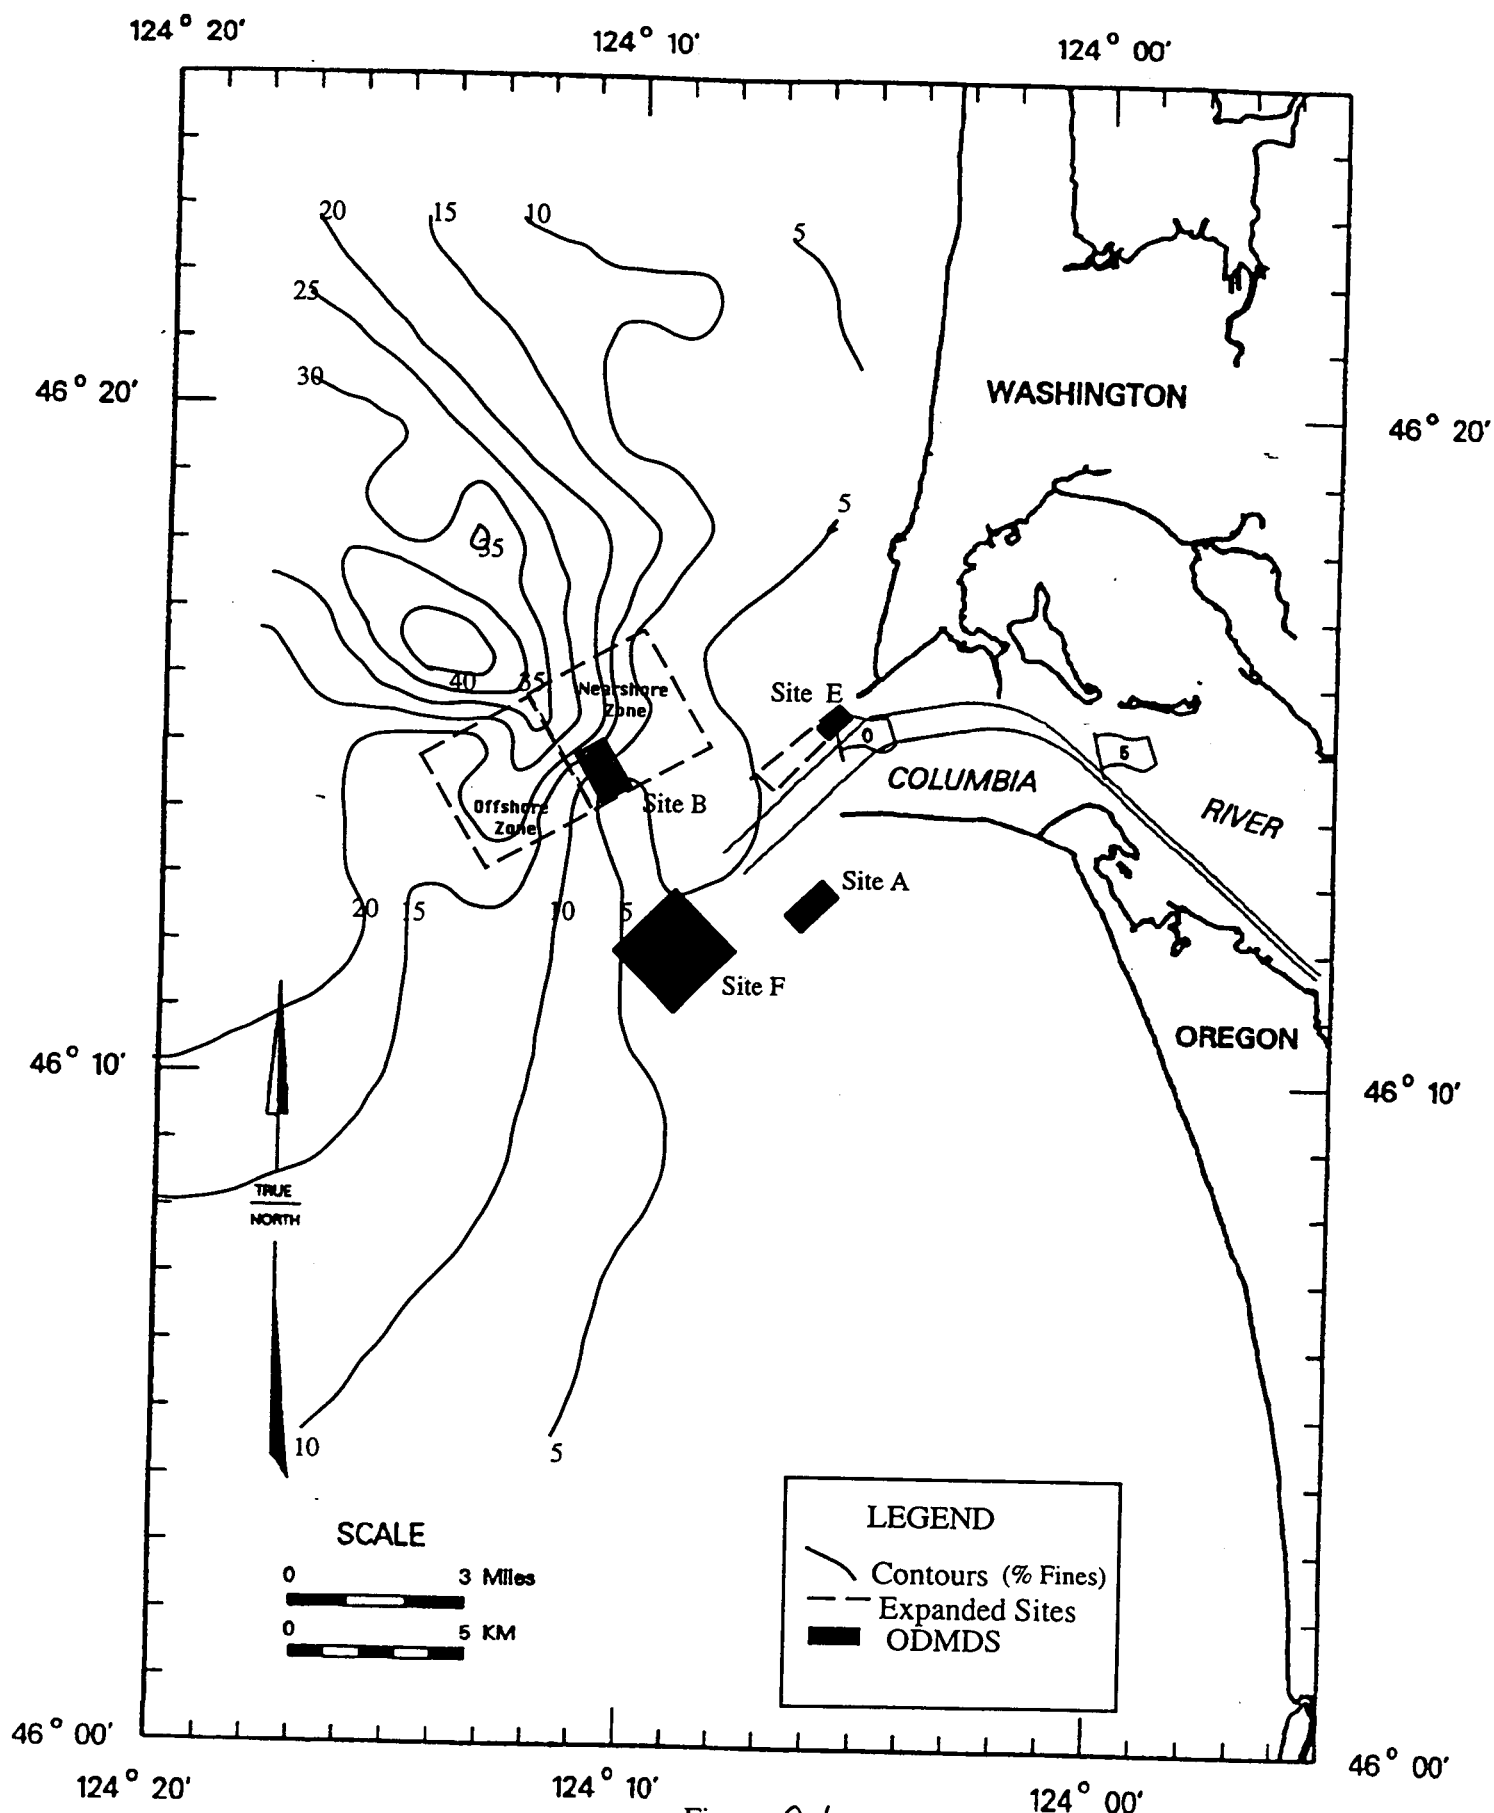 124° 20'
124° 10'
124° 00'
20
15
10
5
25
30
46° 20'
WASHINGTON
46° 20'
5
35
40
35
Nearshore
Zone
Site E
0
5
COLUMBIA
RIVER
Offshore
Zone
Site B
Site A
20
15
10
5
Site F
OREGON
46° 10'
46° 10'
TRUE
NORTH
10
5
SCALE
0 3 Miles
0 5 KM
LEGEND
Contours (% Fines)
Expanded Sites
ODMDS
46° 00'
46° 00'
124° 20'
124° 10'
124° 00'